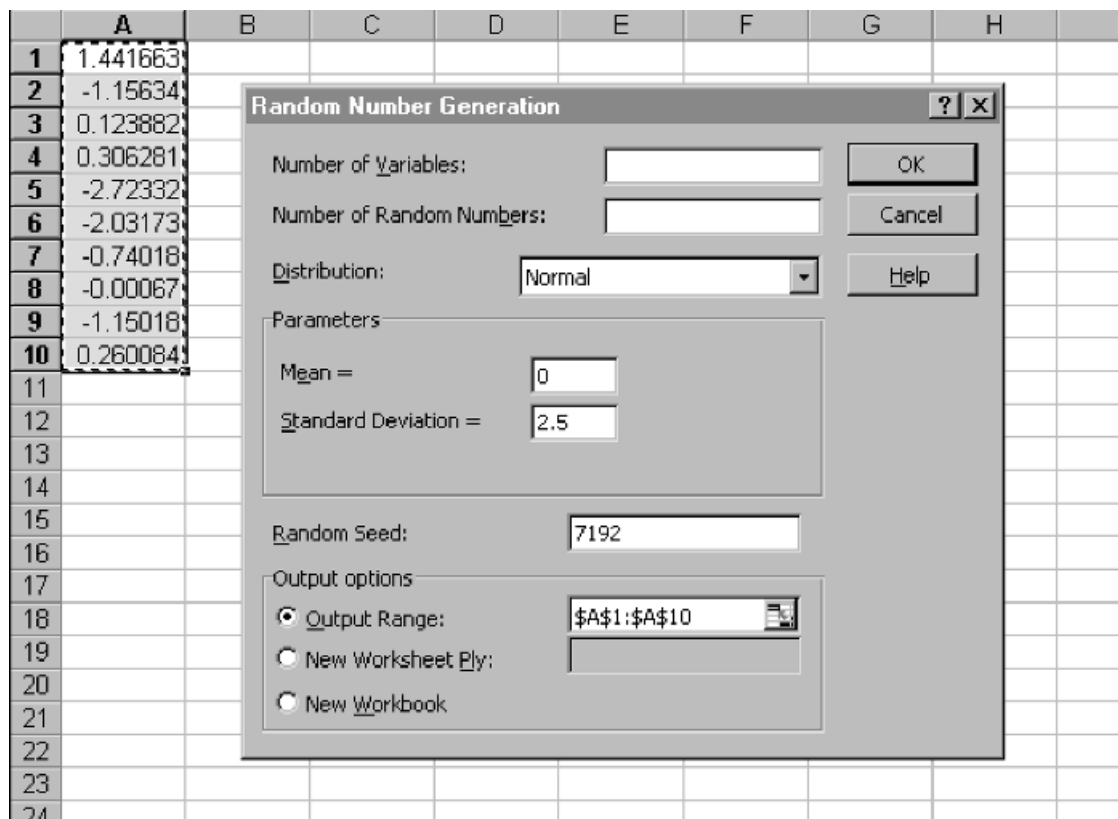 A B C D E F G H
1 1.441663
2 -1.15634
3 0.123882
4 0.306281
5 -2.72332
6 -2.03173
7 -0.74018
8 -0.00067
9 -1.15018
10 0.260084
11
12
13
14
15
16
17
18
19
20
21
22
23
24
Random Number Generation
Number of Variables:
OK
Number of Random Numbers:
Cancel
Distribution: Normal
Help
Parameters
Mean = 0
Standard Deviation = 2.5
Random Seed: 7192
Output options
Output Range: $A$1:$A$10
New Worksheet Ply:
New Workbook